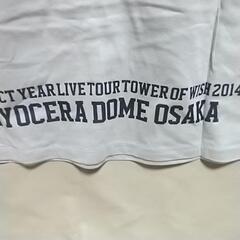 CT YEAR LIVE TOUR TOWER OF WISH 2014
YOCERA DOME OSAKA